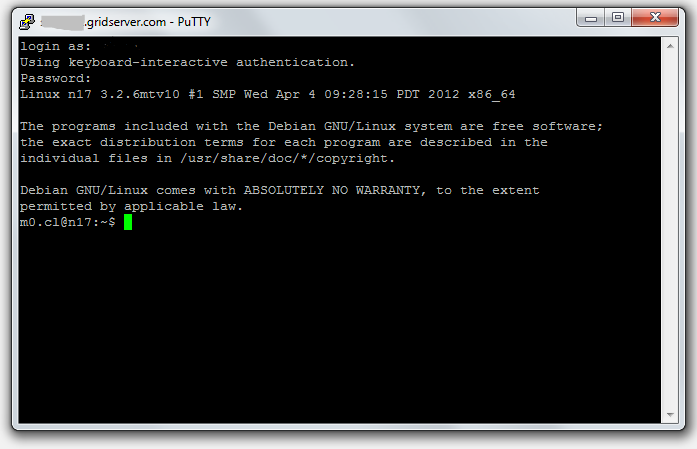 .gridserver.com - PuTTY
login as:
Using keyboard-interactive authentication.
Password:
Linux n17 3.2.6mtv10 #1 SMP Wed Apr 4 09:28:15 PDT 2012 x86_64
The programs included with the Debian GNU/Linux system are free software;
the exact distribution terms for each program are described in the
individual files in /usr/share/doc/*/copyright.
Debian GNU/Linux comes with ABSOLUTELY NO WARRANTY, to the extent
permitted by applicable law.
m0.cl@n17:~$